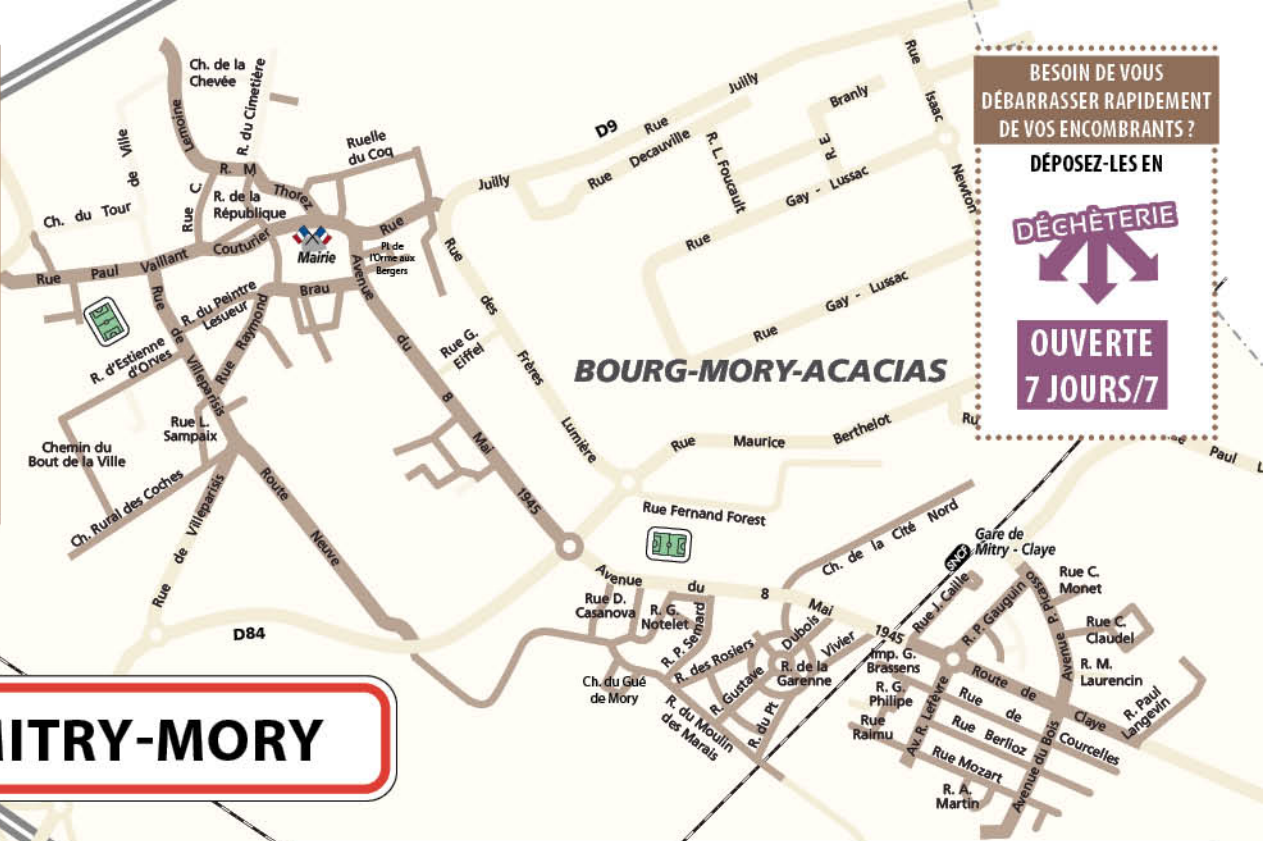 Ch. de la
Chevée
Lemoine
R. du Cimetière
Ruelle
du Coq
Ch. du Tour de Ville
R. M. Thorez
Rue C.
R. de la
République
Rue Paul Vaillant Couturier
Mairie
Rue
Juilly
Pl de
l'Orme aux
Bergers
D9
Rue
Juilly
Rue Decauville
R. L. Foucault
R. E. Branly
Rue Isaac Newton
Rue Gay - Lussac
Rue Gay - Lussac
BESOIN DE VOUS
DÉBARRASSER RAPIDEMENT
DE VOS ENCOMBRANTS ?
DÉPOSEZ-LES EN
DÉCHÈTERIE
OUVERTE
7 JOURS/7
R. du Peintre
Lesueur
Brau
Rue Raymond
R. d'Estienne
d'Orves
Rue de Villeparisis
Avenue du 8 Mai 1945
Rue G.
Eiffel
Rue des Frères Lumière
BOURG-MORY-ACACIAS
Rue Maurice Berthelot
Ru
Paul L
Rue L.
Sampaix
Chemin du
Bout de la Ville
Ch. Rural des Coches
Rue de Villeparisis
Route Neuve
D84
Rue Fernand Forest
Ch. de la Cité Nord
Gare de
Mitry - Claye
SNCF
Avenue du 8 Mai 1945
Rue D.
Casanova
R. G.
Notelet
R. P. Semard
R. des Rosiers
R. Gustave
Dubois
Vivier
R. de la
Garenne
R. du Pt
Ch. du Gué
de Mory
R. du Moulin
des Marais
Rue J. Caille
R. P. Gauguin
Avenue P. Picasso
Rue C.
Monet
Rue C.
Claudel
R. M.
Laurencin
R. Paul
Langevin
Imp. G.
Brassens
R. G.
Philipe
Rue
Raimu
Av. R. Lefèvre
Route de Claye
Rue de Courcelles
Rue Berlioz
Rue Mozart
R. A.
Martin
Avenue du Bois
MITRY-MORY